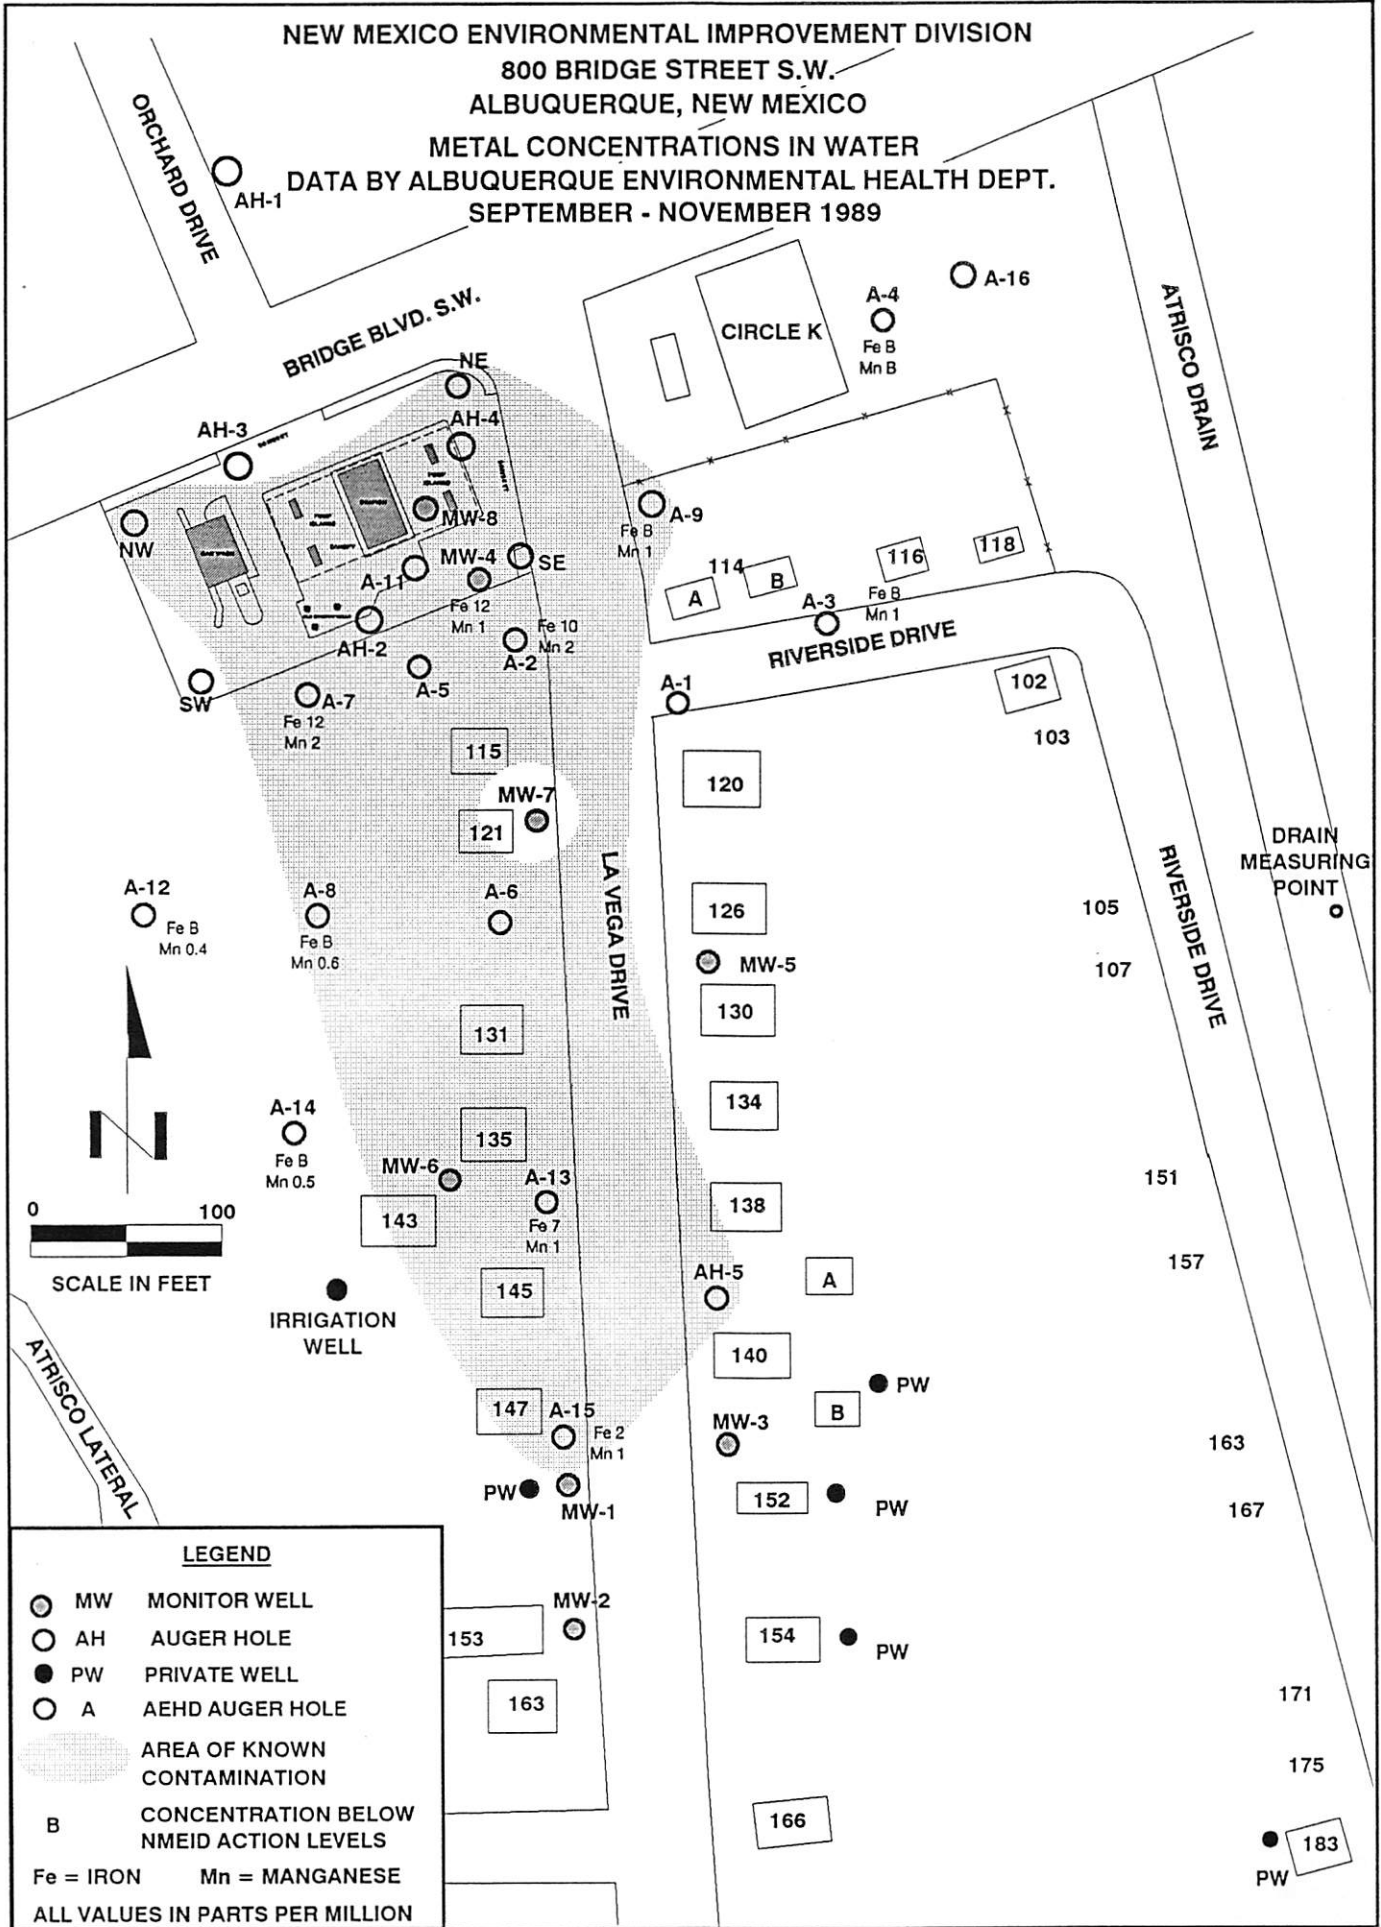 NEW MEXICO ENVIRONMENTAL IMPROVEMENT DIVISION
800 BRIDGE STREET S.W.
ALBUQUERQUE, NEW MEXICO
METAL CONCENTRATIONS IN WATER
DATA BY ALBUQUERQUE ENVIRONMENTAL HEALTH DEPT.
SEPTEMBER - NOVEMBER 1989
ORCHARD DRIVE
AH-1
BRIDGE BLVD. S.W.
CIRCLE K
A-4
Fe B
Mn B
A-16
ATRISCO DRAIN
NE
AH-3
AH-4
NW
MW-8
A-9
Fe B
Mn 1
SE
MW-4
Fe 12
Mn 1
A-11
AH-2
A-2
Fe 10
Mn 2
A-5
SW
A-7
Fe 12
Mn 2
114
A
B
116
118
A-3
Fe B
Mn 1
RIVERSIDE DRIVE
A-1
102
103
115
120
MW-7
121
LA VEGA DRIVE
DRAIN
MEASURING
POINT
A-12
Fe B
Mn 0.4
A-8
Fe B
Mn 0.6
A-6
126
105
MW-5
107
RIVERSIDE DRIVE
130
131
134
A-14
Fe B
Mn 0.5
135
MW-6
A-13
Fe 7
Mn 1
143
138
151
157
0 100
SCALE IN FEET
IRRIGATION
WELL
145
AH-5
A
140
PW
B
ATRISCO LATERAL
147
A-15
Fe 2
Mn 1
MW-3
163
PW
MW-1
152
PW
167
MW-2
153
154
PW
163
171
175
166
183
PW
LEGEND
MW MONITOR WELL
AH AUGER HOLE
PW PRIVATE WELL
A AEHD AUGER HOLE
AREA OF KNOWN
CONTAMINATION
B CONCENTRATION BELOW
NMEID ACTION LEVELS
Fe = IRON Mn = MANGANESE
ALL VALUES IN PARTS PER MILLION